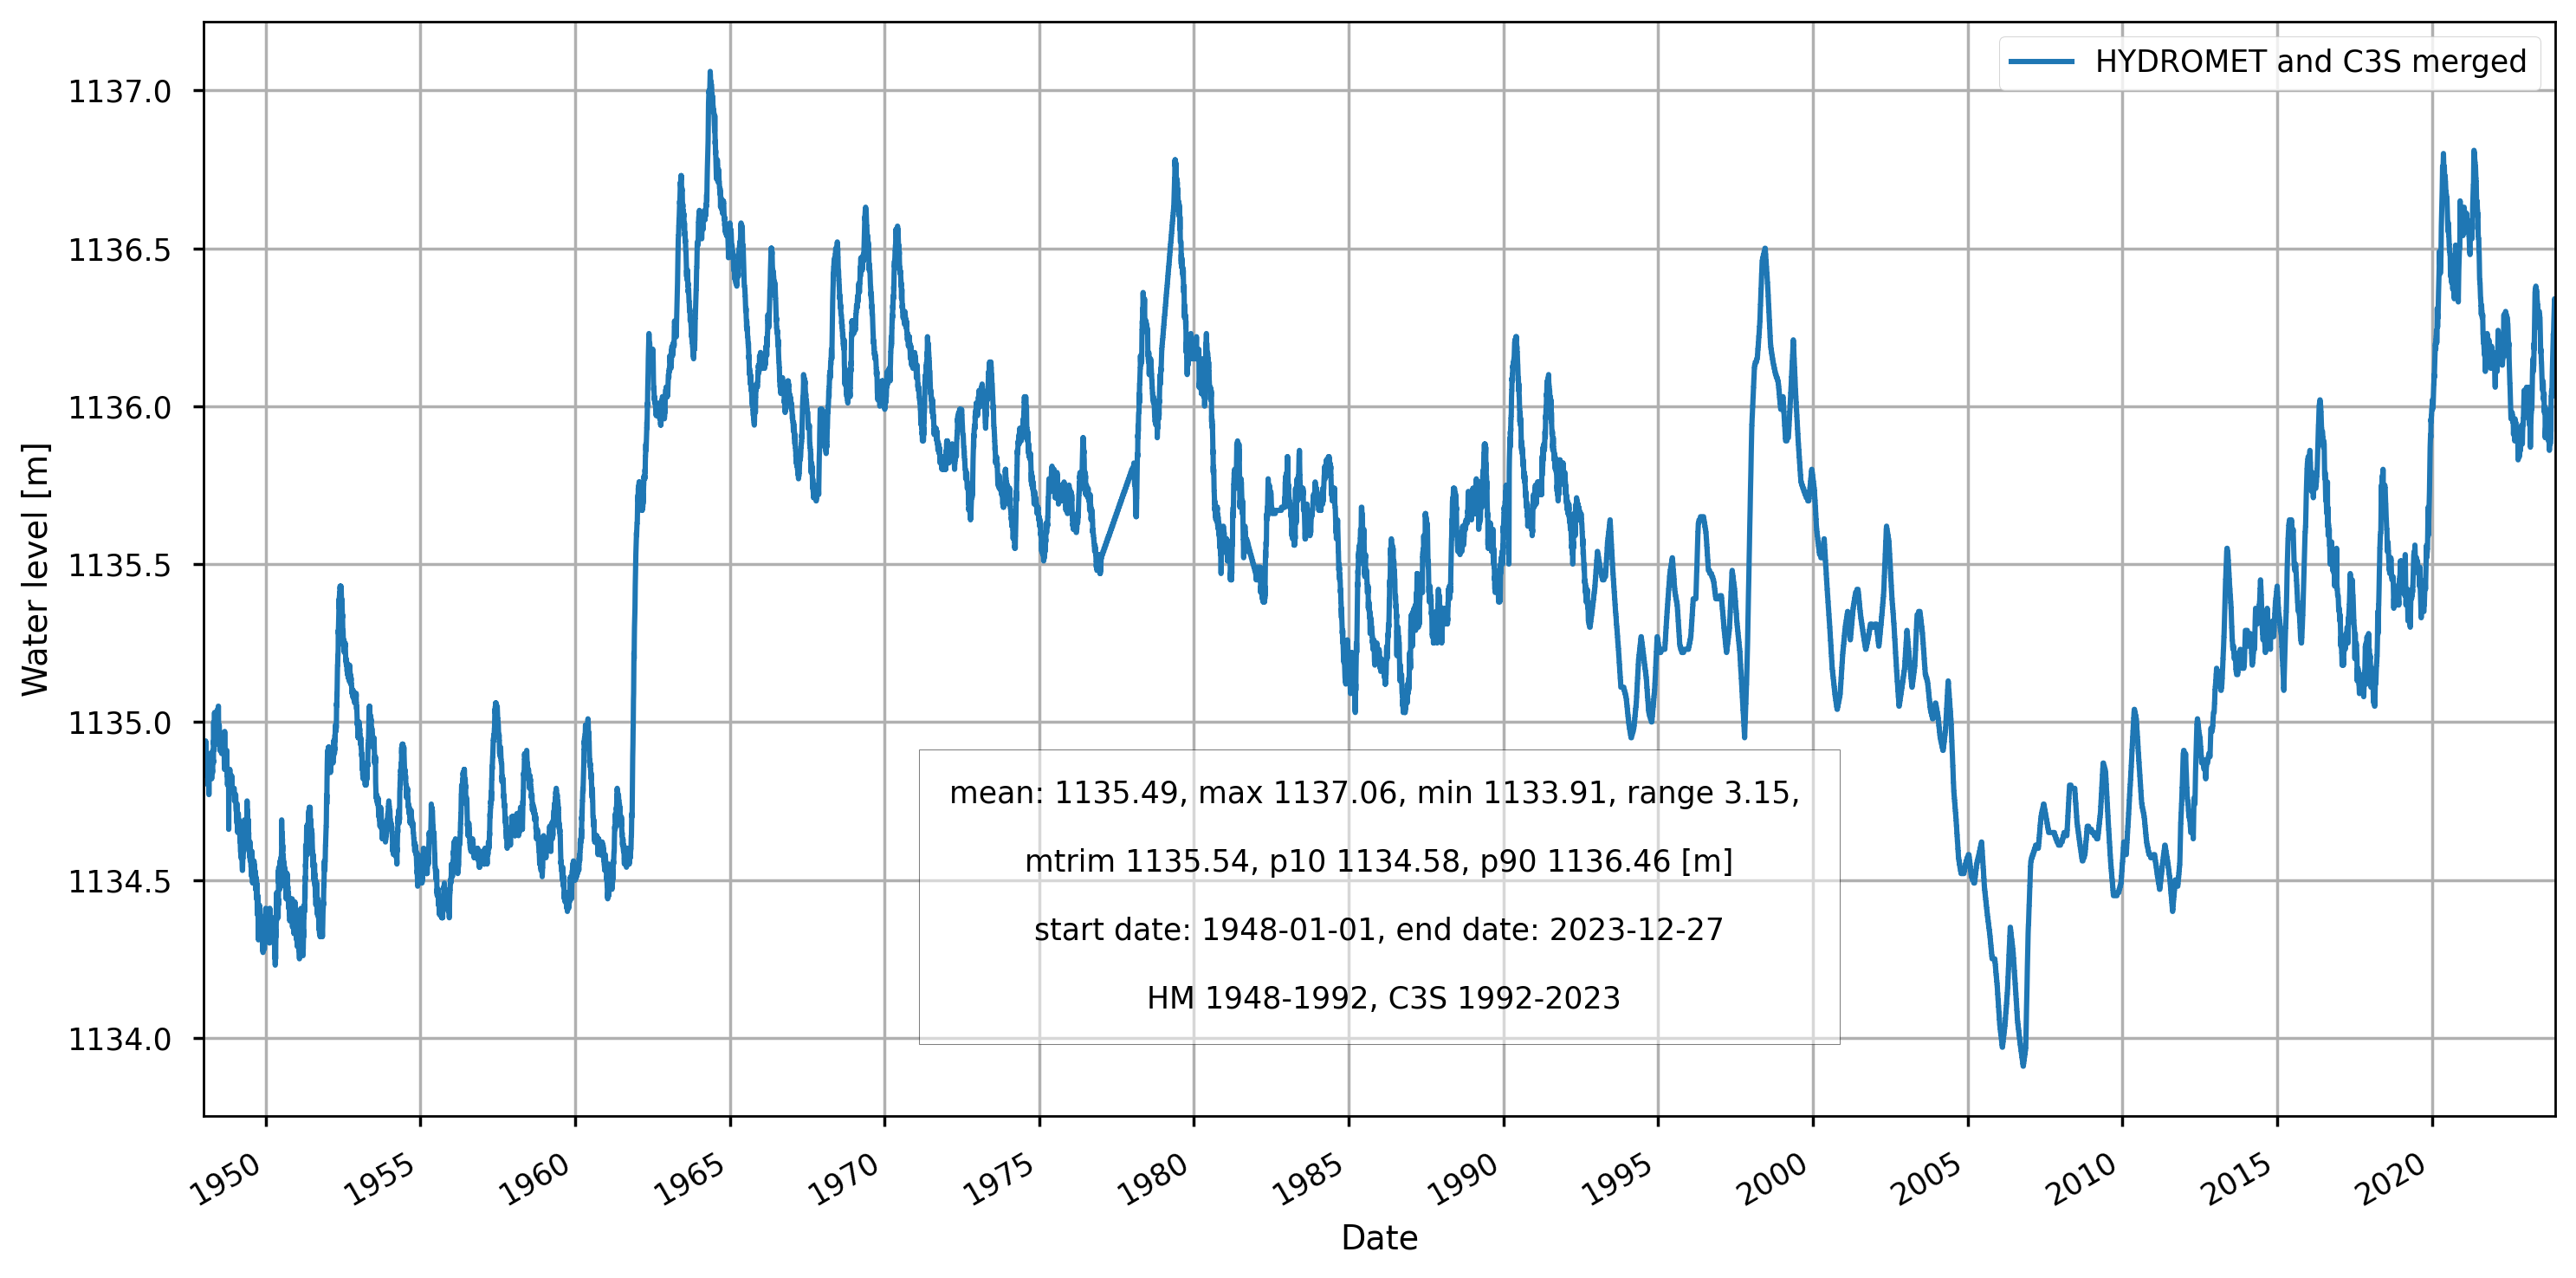 HYDROMET and C3S merged
Water level [m]
1137.0
1136.5
1136.0
1135.5
1135.0
1134.5
1134.0
mean: 1135.49, max 1137.06, min 1133.91, range 3.15,
mtrim 1135.54, p10 1134.58, p90 1136.46 [m]
start date: 1948-01-01, end date: 2023-12-27
HM 1948-1992, C3S 1992-2023
1950 1955 1960 1965 1970 1975 1980 1985 1990 1995 2000 2005 2010 2015 2020
Date